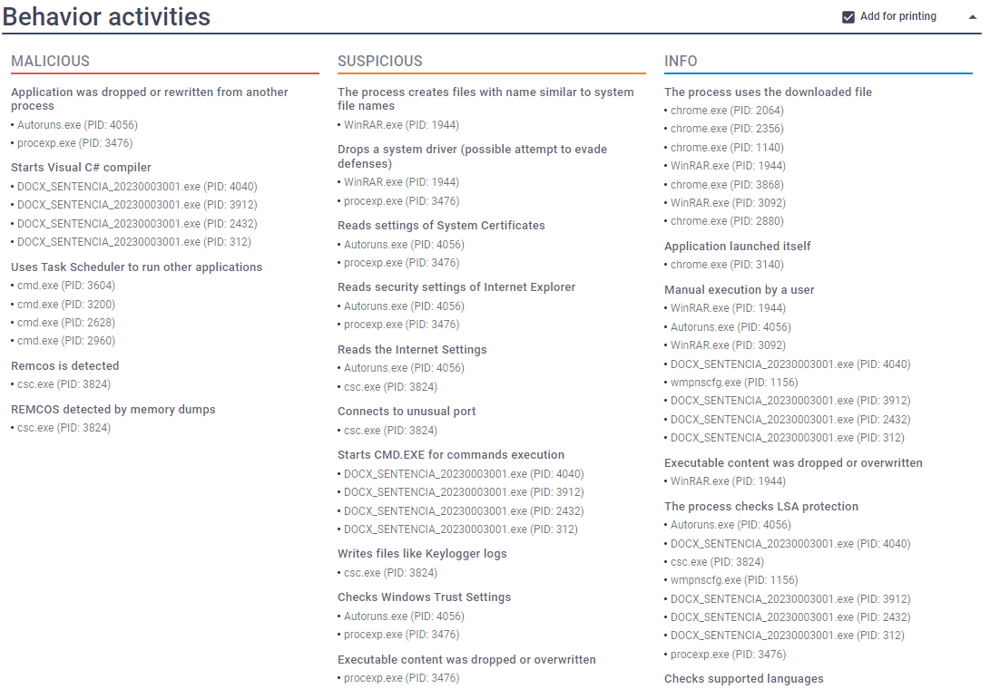 Behavior activities
Add for printing
MALICIOUS
Application was dropped or rewritten from another
process
• Autoruns.exe (PID: 4056)
• procexp.exe (PID: 3476)
Starts Visual C# compiler
• DOCX_SENTENCIA_20230003001.exe (PID: 4040)
• DOCX_SENTENCIA_20230003001.exe (PID: 3912)
• DOCX_SENTENCIA_20230003001.exe (PID: 2432)
• DOCX_SENTENCIA_20230003001.exe (PID: 312)
Uses Task Scheduler to run other applications
• cmd.exe (PID: 3604)
• cmd.exe (PID: 3200)
• cmd.exe (PID: 2628)
• cmd.exe (PID: 2960)
Remcos is detected
• csc.exe (PID: 3824)
REMCOS detected by memory dumps
• csc.exe (PID: 3824)
SUSPICIOUS
The process creates files with name similar to system
file names
• WinRAR.exe (PID: 1944)
Drops a system driver (possible attempt to evade
defenses)
• WinRAR.exe (PID: 1944)
• procexp.exe (PID: 3476)
Reads settings of System Certificates
• Autoruns.exe (PID: 4056)
• procexp.exe (PID: 3476)
Reads security settings of Internet Explorer
• Autoruns.exe (PID: 4056)
• procexp.exe (PID: 3476)
Reads the Internet Settings
• Autoruns.exe (PID: 4056)
• csc.exe (PID: 3824)
Connects to unusual port
• csc.exe (PID: 3824)
Starts CMD.EXE for commands execution
• DOCX_SENTENCIA_20230003001.exe (PID: 4040)
• DOCX_SENTENCIA_20230003001.exe (PID: 3912)
• DOCX_SENTENCIA_20230003001.exe (PID: 2432)
• DOCX_SENTENCIA_20230003001.exe (PID: 312)
Writes files like Keylogger logs
• csc.exe (PID: 3824)
Checks Windows Trust Settings
• Autoruns.exe (PID: 4056)
• procexp.exe (PID: 3476)
Executable content was dropped or overwritten
• procexp.exe (PID: 3476)
INFO
The process uses the downloaded file
• chrome.exe (PID: 2064)
• chrome.exe (PID: 2356)
• chrome.exe (PID: 1140)
• WinRAR.exe (PID: 1944)
• chrome.exe (PID: 3868)
• WinRAR.exe (PID: 3092)
• chrome.exe (PID: 2880)
Application launched itself
• chrome.exe (PID: 3140)
Manual execution by a user
• WinRAR.exe (PID: 1944)
• Autoruns.exe (PID: 4056)
• WinRAR.exe (PID: 3092)
• DOCX_SENTENCIA_20230003001.exe (PID: 4040)
• wmpnscfg.exe (PID: 1156)
• DOCX_SENTENCIA_20230003001.exe (PID: 3912)
• DOCX_SENTENCIA_20230003001.exe (PID: 2432)
• DOCX_SENTENCIA_20230003001.exe (PID: 312)
Executable content was dropped or overwritten
• WinRAR.exe (PID: 1944)
The process checks LSA protection
• Autoruns.exe (PID: 4056)
• DOCX_SENTENCIA_20230003001.exe (PID: 4040)
• csc.exe (PID: 3824)
• wmpnscfg.exe (PID: 1156)
• DOCX_SENTENCIA_20230003001.exe (PID: 3912)
• DOCX_SENTENCIA_20230003001.exe (PID: 2432)
• DOCX_SENTENCIA_20230003001.exe (PID: 312)
• procexp.exe (PID: 3476)
Checks supported languages